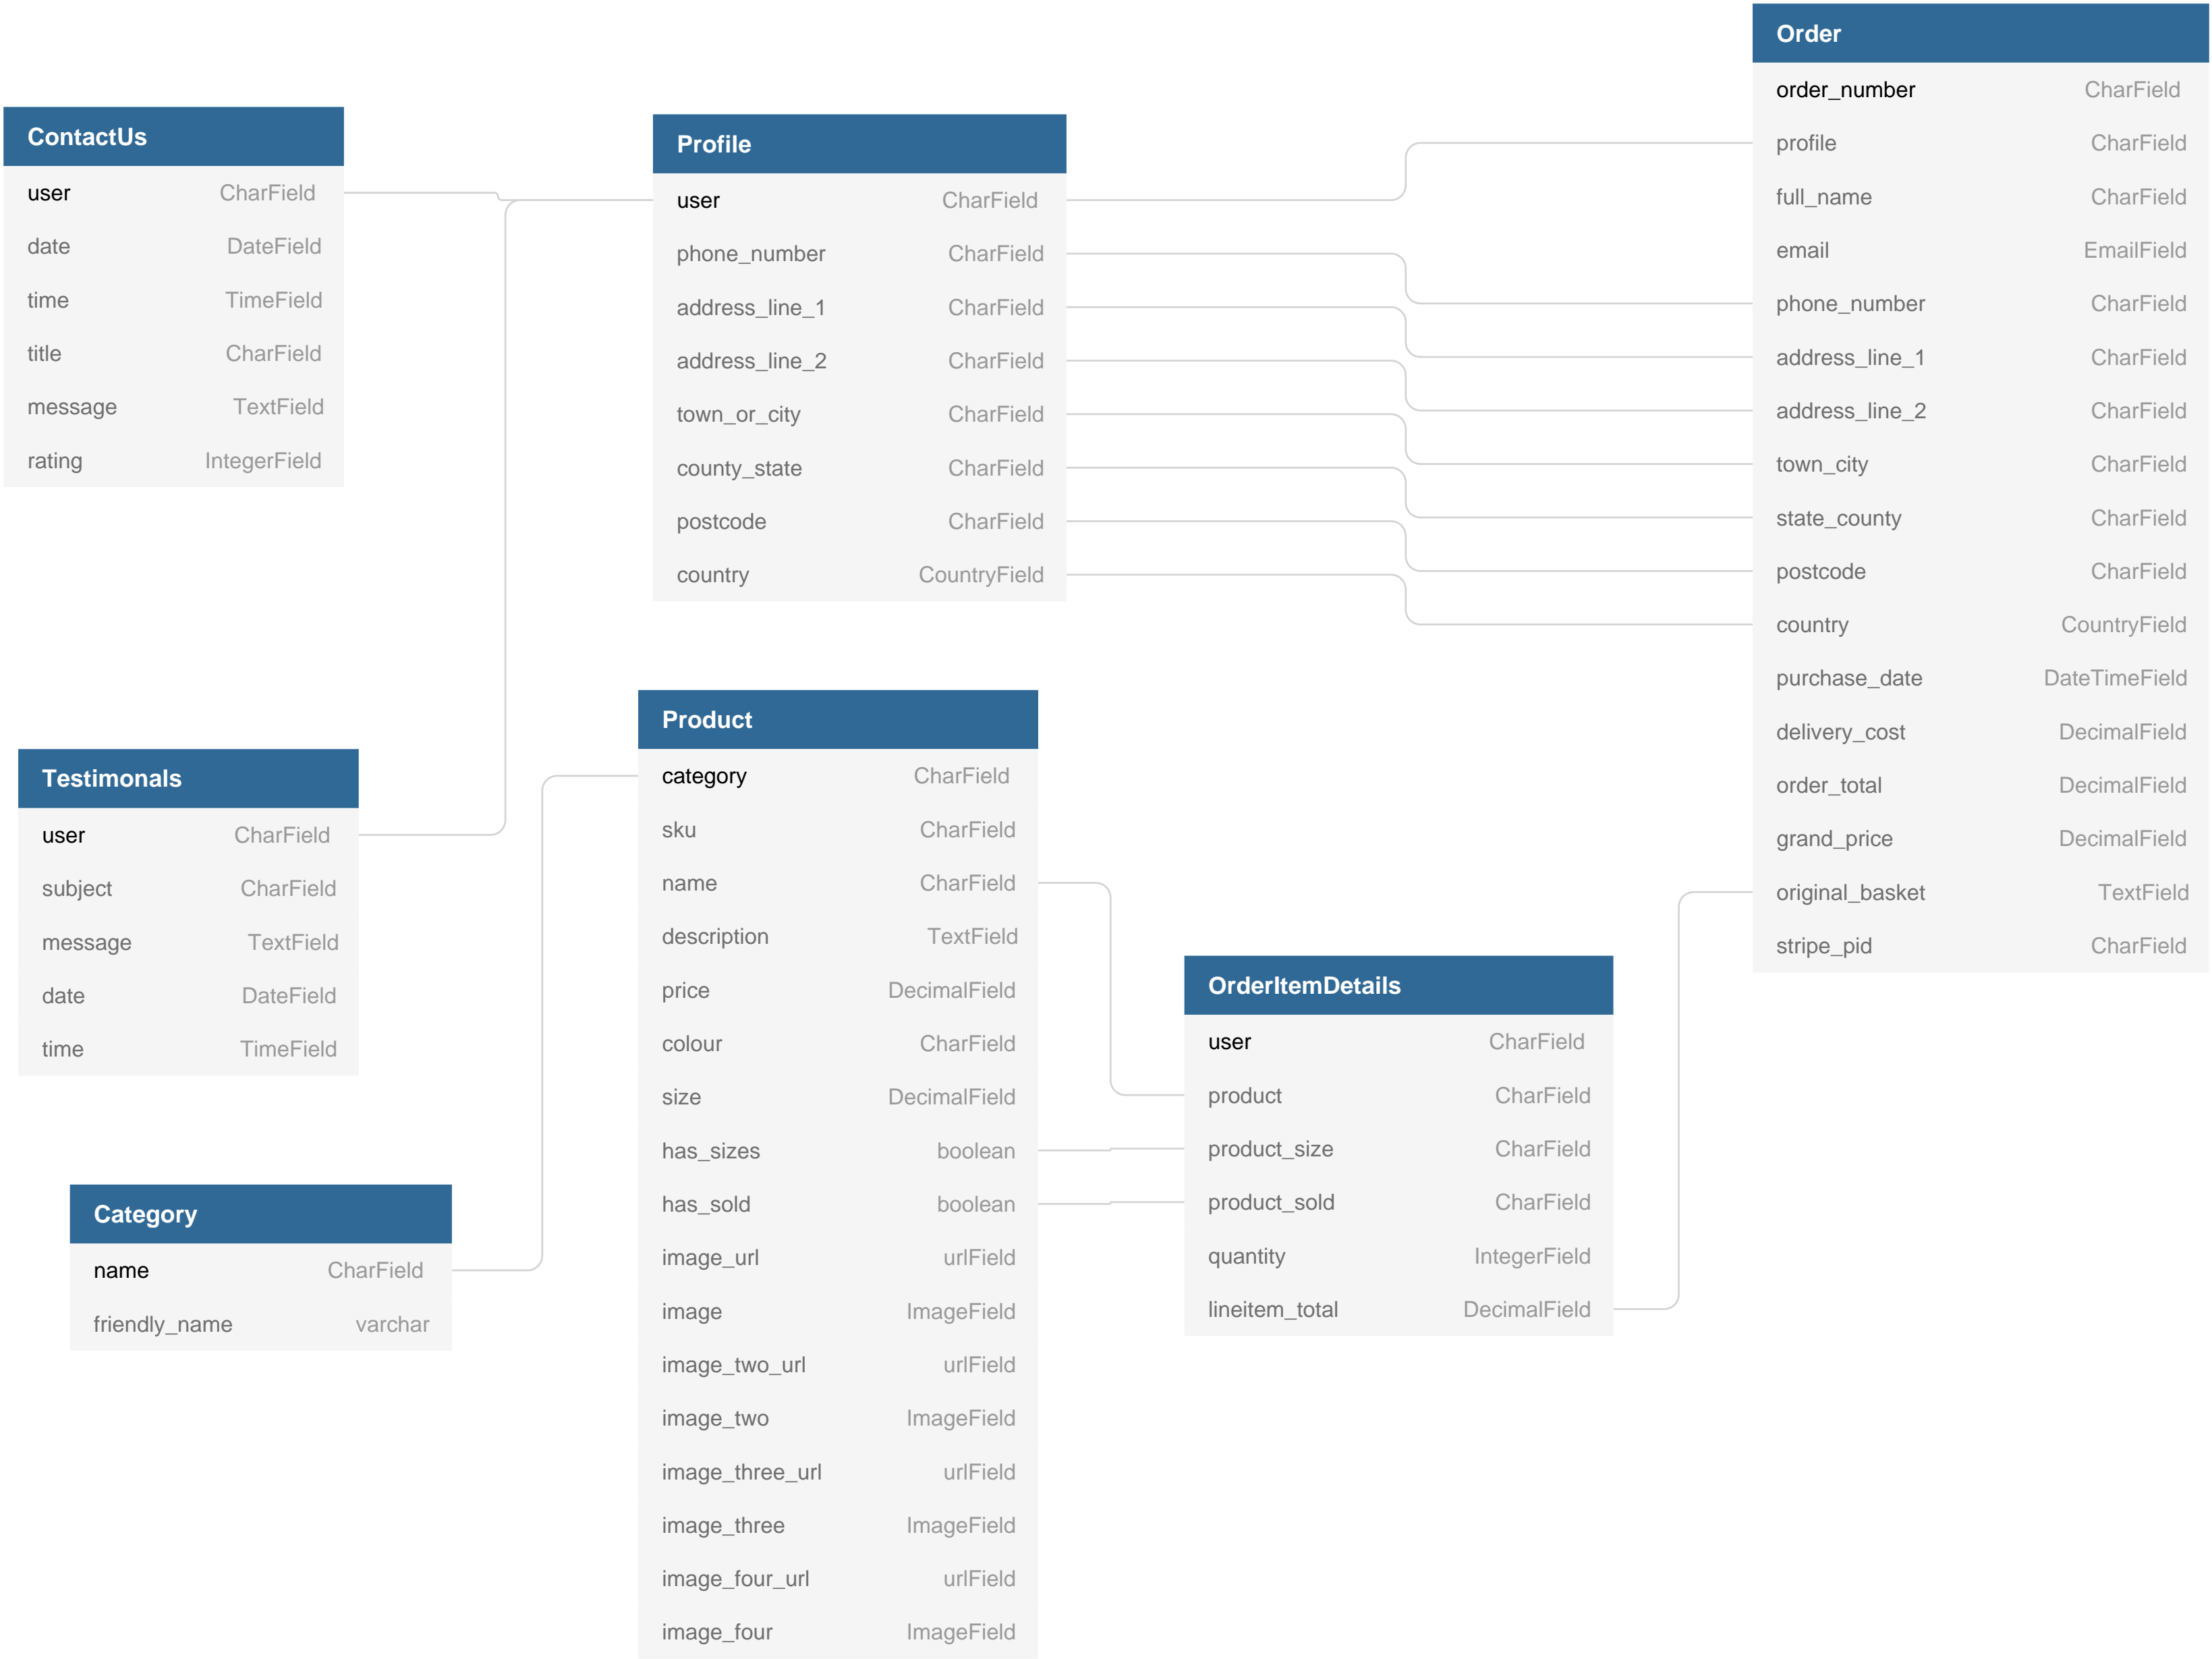 ContactUs
user CharField
date DateField
time TimeField
title CharField
message TextField
rating IntegerField
Profile
user CharField
phone_number CharField
address_line_1 CharField
address_line_2 CharField
town_or_city CharField
county_state CharField
postcode CharField
country CountryField
Order
order_number CharField
profile CharField
full_name CharField
email EmailField
phone_number CharField
address_line_1 CharField
address_line_2 CharField
town_city CharField
state_county CharField
postcode CharField
country CountryField
purchase_date DateTimeField
delivery_cost DecimalField
order_total DecimalField
grand_price DecimalField
original_basket TextField
stripe_pid CharField
Testimonals
user CharField
subject CharField
message TextField
date DateField
time TimeField
Product
category CharField
sku CharField
name CharField
description TextField
price DecimalField
colour CharField
size DecimalField
has_sizes boolean
has_sold boolean
image_url urlField
image ImageField
image_two_url urlField
image_two ImageField
image_three_url urlField
image_three ImageField
image_four_url urlField
image_four ImageField
OrderItemDetails
user CharField
product CharField
product_size CharField
product_sold CharField
quantity IntegerField
lineitem_total DecimalField
Category
name CharField
friendly_name varchar